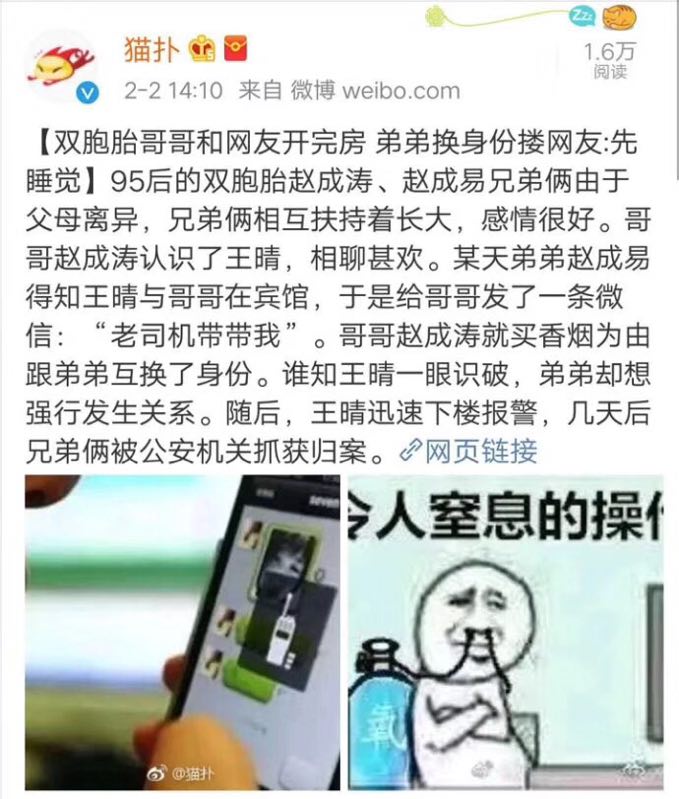 Zzz
猫扑
1.6万
阅读
2-2 14:10 来自 微博 weibo.com
【双胞胎哥哥和网友开完房 弟弟换身份搂网友:先
睡觉】95后的双胞胎赵成涛、赵成易兄弟俩由于
父母离异，兄弟俩相互扶持着长大，感情很好。哥
哥赵成涛认识了王晴，相聊甚欢。某天弟弟赵成易
得知王晴与哥哥在宾馆，于是给哥哥发了一条微
信：“老司机带带我”。哥哥赵成涛就买香烟为由
跟弟弟互换了身份。谁知王晴一眼识破，弟弟却想
强行发生关系。随后，王晴迅速下楼报警，几天后
兄弟俩被公安机关抓获归案。网页链接
seven
令人窒息的操作
氧
@猫扑